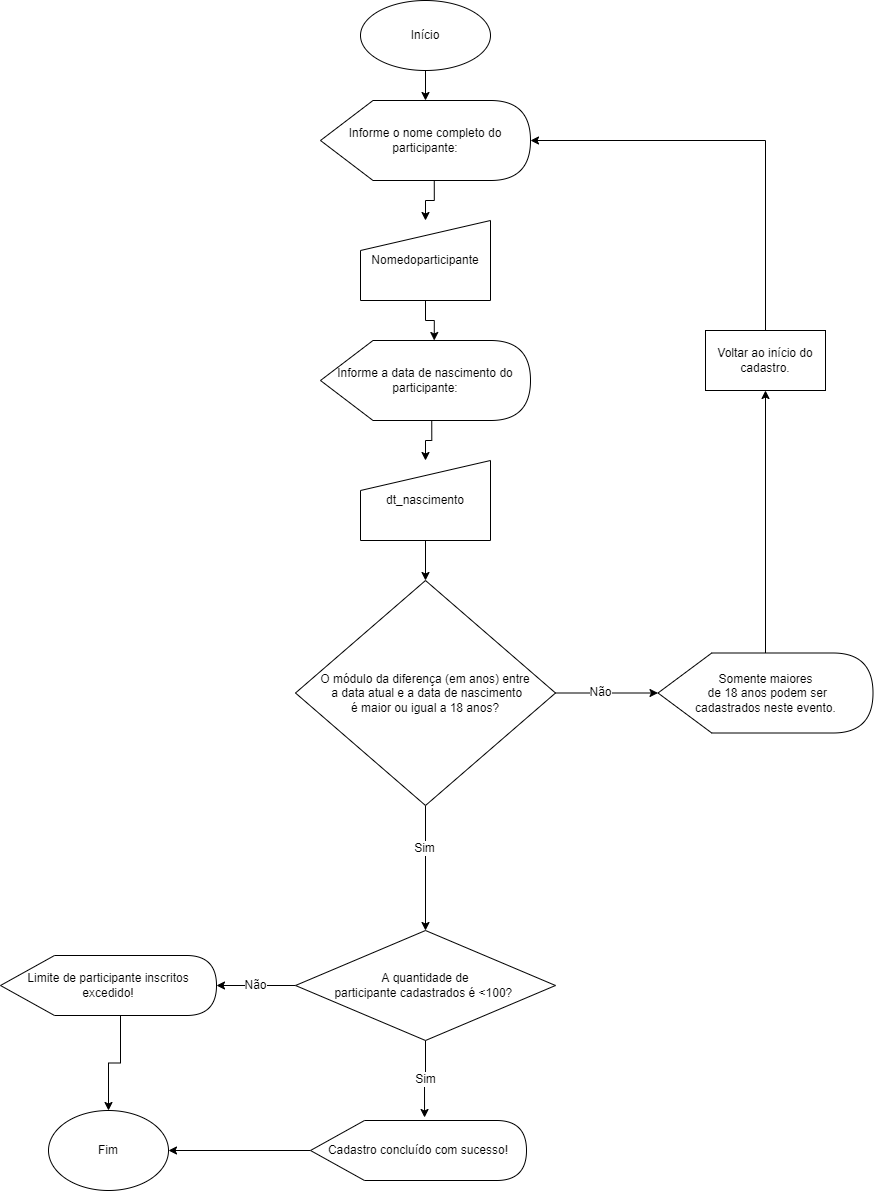 Início
Informe o nome completo do
participante:
Nomedoparticipante
Informe a data de nascimento do
participante:
Voltar ao início do
cadastro.
dt_nascimento
O módulo da diferença (em anos) entre
a data atual e a data de nascimento
é maior ou igual a 18 anos?
Não
Somente maiores
de 18 anos podem ser
cadastrados neste evento.
Sim
A quantidade de
participante cadastrados é <100?
Não
Limite de participante inscritos
excedido!
Sim
Cadastro concluído com sucesso!
Fim